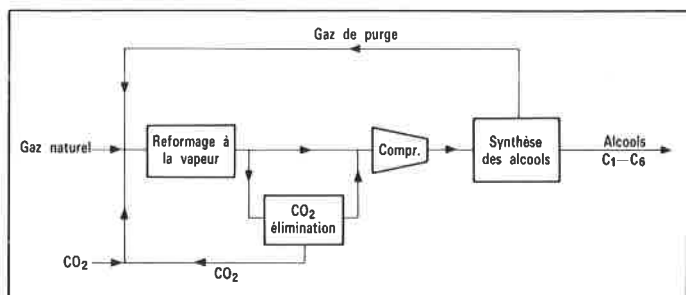 Gaz de purge
Gaz naturel
Reformage à
la vapeur
Compr.
Synthèse
des alcools
Alcools
C₁–C₆
CO₂
élimination
CO₂
CO₂